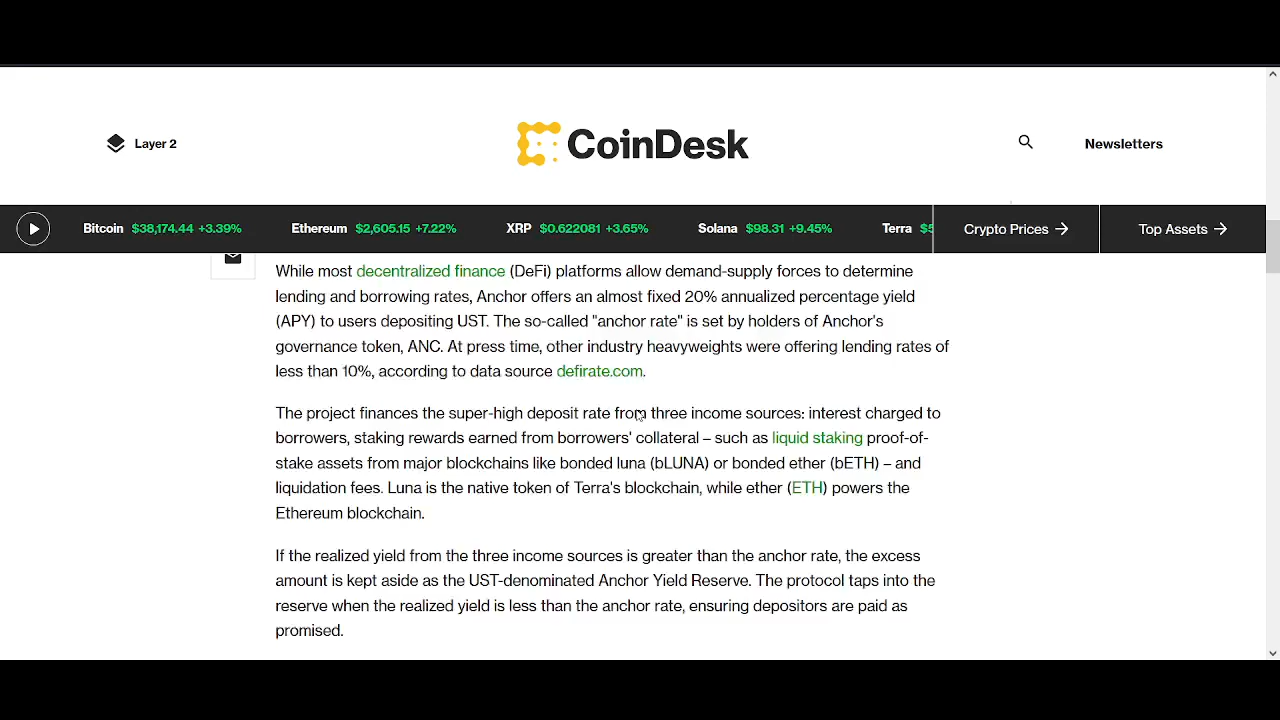 Layer 2
CoinDesk
Newsletters
Bitcoin $38,174.44 +3.39% Ethereum $2,605.15 +7.22% XRP $0.622081 +3.65% Solana $98.31 +9.45% Terra $5 Crypto Prices → Top Assets →
While most decentralized finance (DeFi) platforms allow demand-supply forces to determine
lending and borrowing rates, Anchor offers an almost fixed 20% annualized percentage yield
(APY) to users depositing UST. The so-called "anchor rate" is set by holders of Anchor's
governance token, ANC. At press time, other industry heavyweights were offering lending rates of
less than 10%, according to data source defirate.com.
The project finances the super-high deposit rate from three income sources: interest charged to
borrowers, staking rewards earned from borrowers' collateral – such as liquid staking proof-of-
stake assets from major blockchains like bonded luna (bLUNA) or bonded ether (bETH) – and
liquidation fees. Luna is the native token of Terra's blockchain, while ether (ETH) powers the
Ethereum blockchain.
If the realized yield from the three income sources is greater than the anchor rate, the excess
amount is kept aside as the UST-denominated Anchor Yield Reserve. The protocol taps into the
reserve when the realized yield is less than the anchor rate, ensuring depositors are paid as
promised.